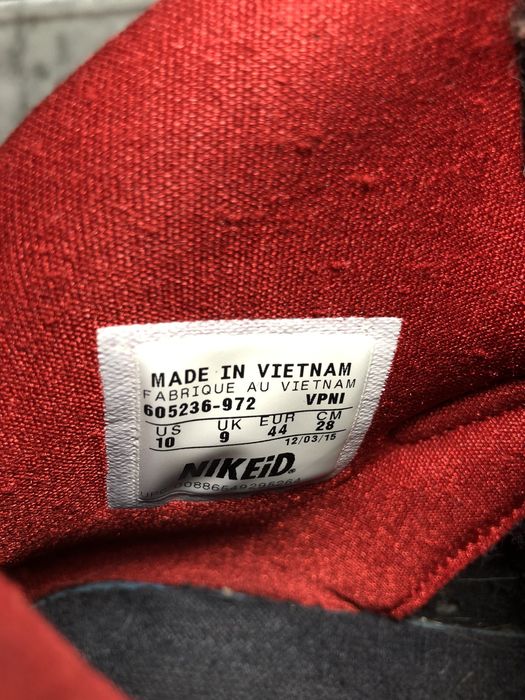 MADE IN VIETNAM
FABRIQUE AU VIETNAM
605236-972 VPNI
US UK EUR CM
10 9 44 28
12/03/15
NIKEiD.